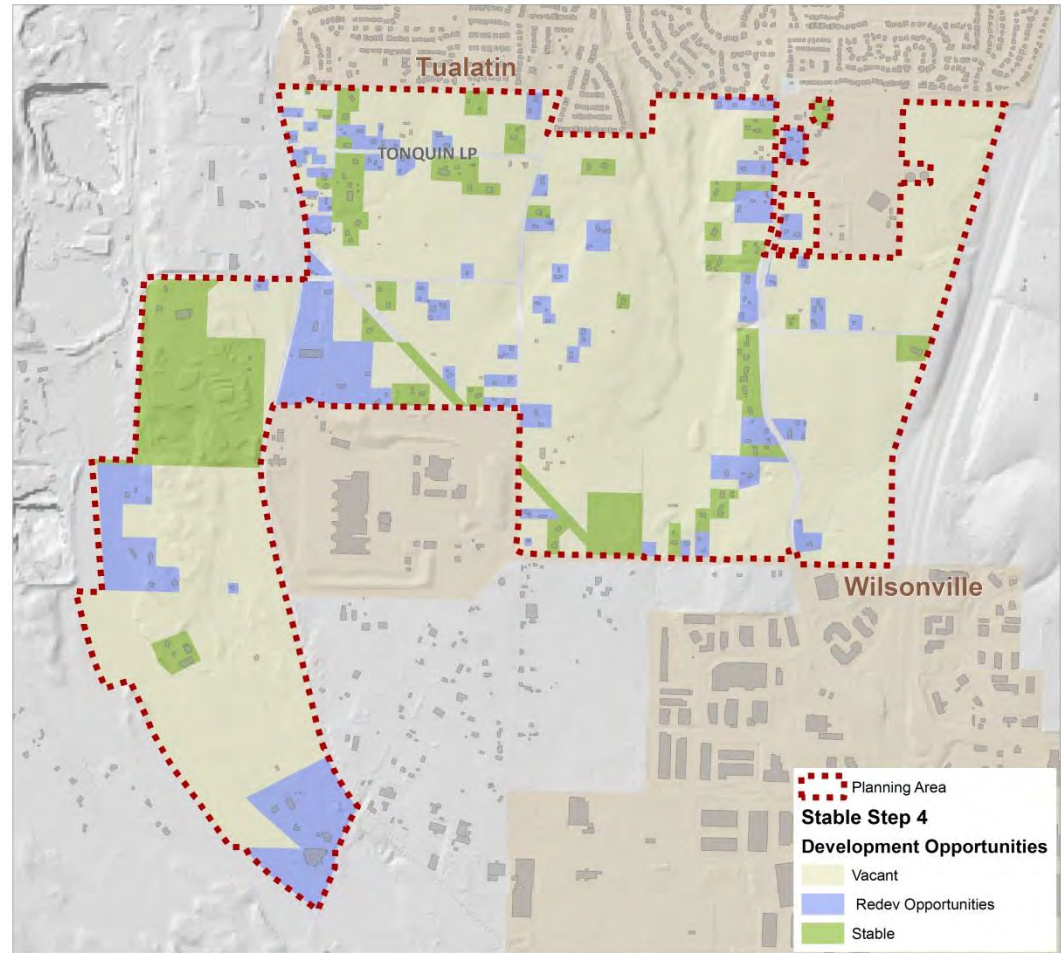 Tualatin
TONQUIN LP
Wilsonville
Planning Area
Stable Step 4
Development Opportunities
Vacant
Redev Opportunities
Stable